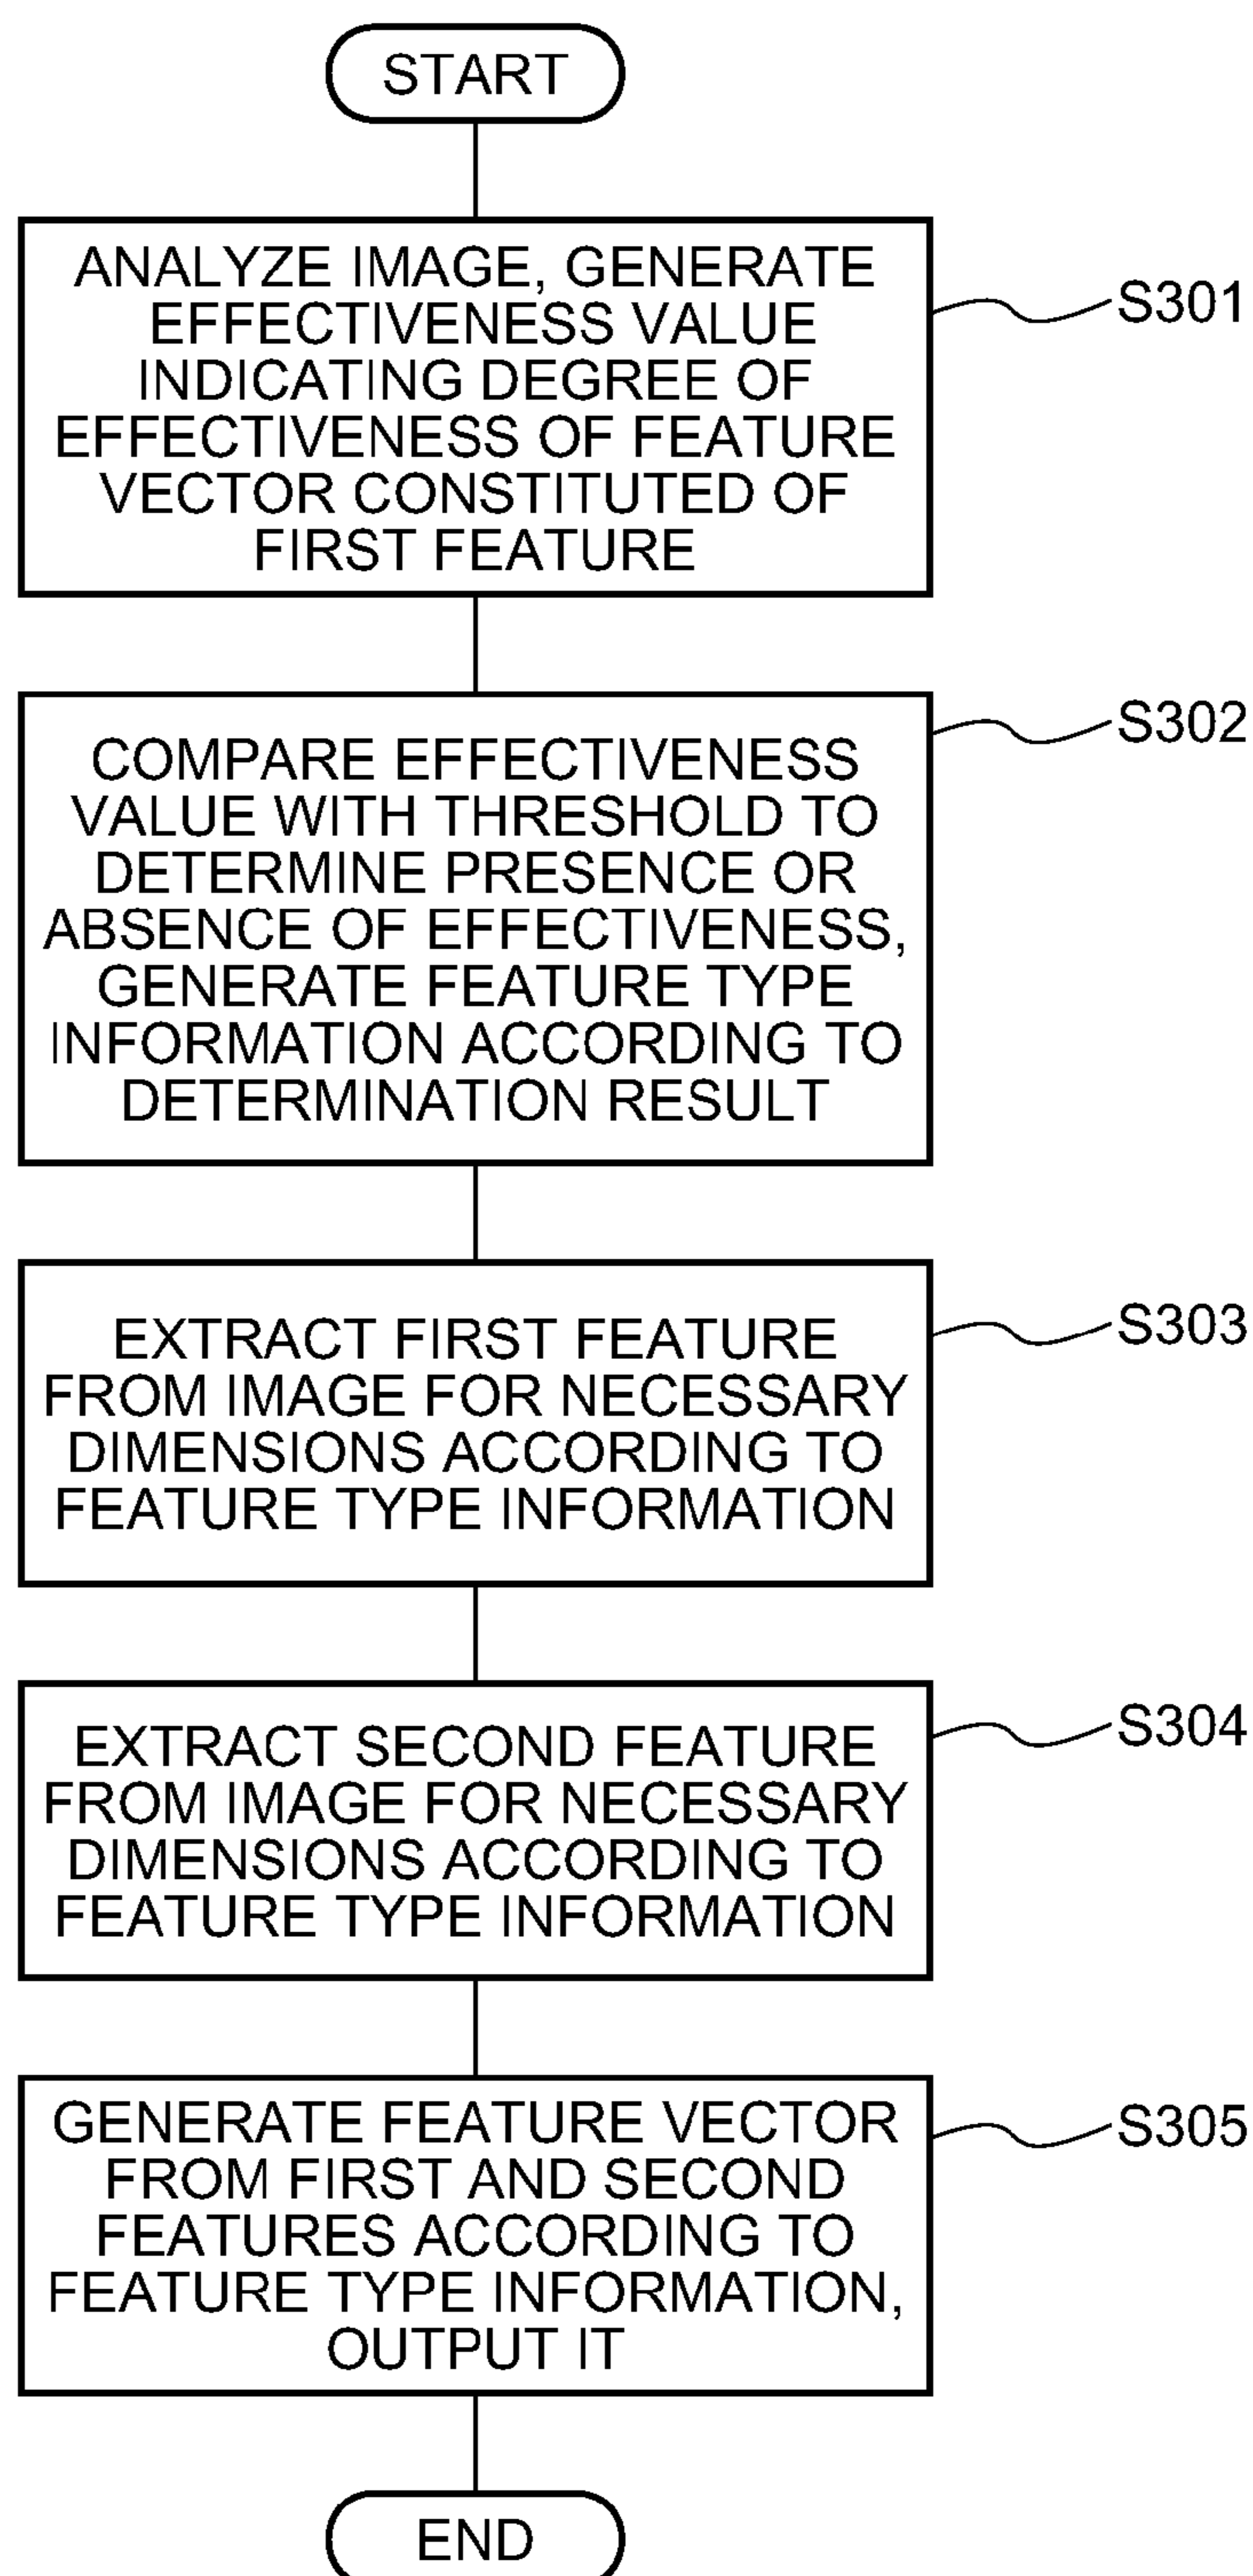 START
ANALYZE IMAGE, GENERATE
EFFECTIVENESS VALUE
INDICATING DEGREE OF
EFFECTIVENESS OF FEATURE
VECTOR CONSTITUTED OF
FIRST FEATURE
S301
COMPARE EFFECTIVENESS
VALUE WITH THRESHOLD TO
DETERMINE PRESENCE OR
ABSENCE OF EFFECTIVENESS,
GENERATE FEATURE TYPE
INFORMATION ACCORDING TO
DETERMINATION RESULT
S302
EXTRACT FIRST FEATURE
FROM IMAGE FOR NECESSARY
DIMENSIONS ACCORDING TO
FEATURE TYPE INFORMATION
S303
EXTRACT SECOND FEATURE
FROM IMAGE FOR NECESSARY
DIMENSIONS ACCORDING TO
FEATURE TYPE INFORMATION
S304
GENERATE FEATURE VECTOR
FROM FIRST AND SECOND
FEATURES ACCORDING TO
FEATURE TYPE INFORMATION,
OUTPUT IT
S305
END